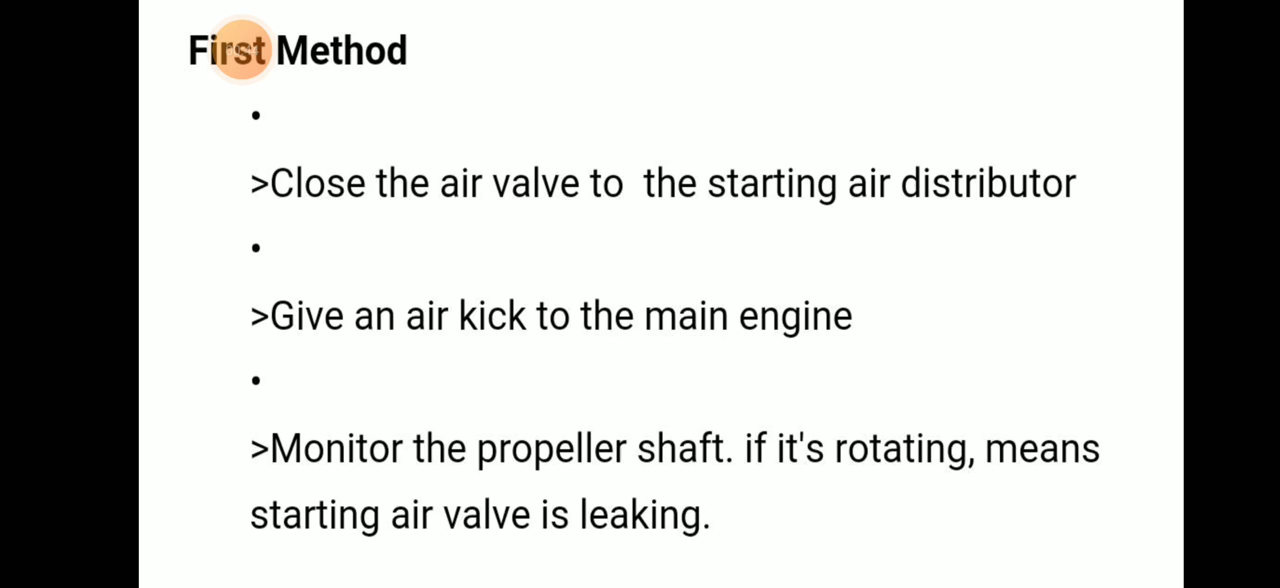 First Method
•
>Close the air valve to  the starting air distributor
•
>Give an air kick to the main engine
•
>Monitor the propeller shaft. if it's rotating, means
starting air valve is leaking.